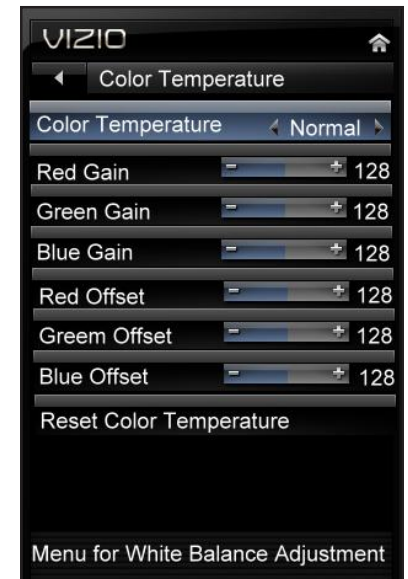 VIZIO
Color Temperature
Color Temperature Normal
Red Gain - + 128
Green Gain - + 128
Blue Gain - + 128
Red Offset - + 128
Greem Offset - + 128
Blue Offset - + 128
Reset Color Temperature
Menu for White Balance Adjustment